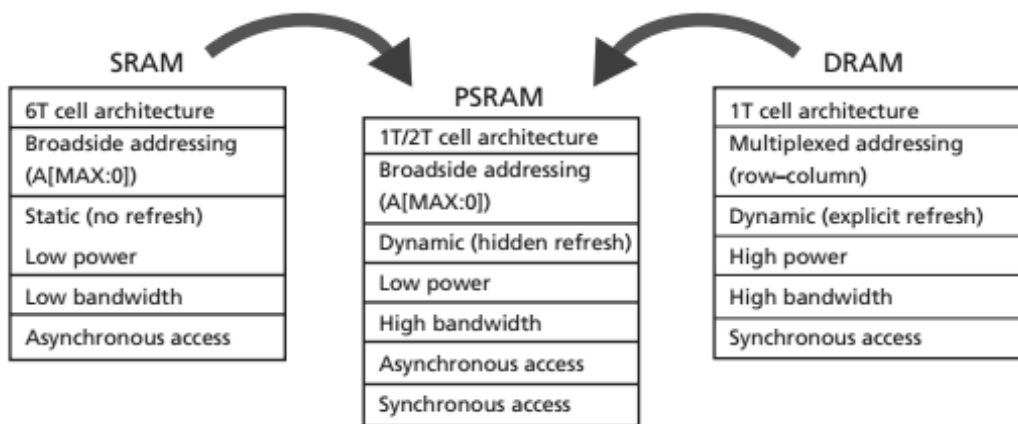 SRAM
6T cell architecture
Broadside addressing
(A[MAX:0])
Static (no refresh)
Low power
Low bandwidth
Asynchronous access
PSRAM
1T/2T cell architecture
Broadside addressing
(A[MAX:0])
Dynamic (hidden refresh)
Low power
High bandwidth
Asynchronous access
Synchronous access
DRAM
1T cell architecture
Multiplexed addressing
(row–column)
Dynamic (explicit refresh)
High power
High bandwidth
Synchronous access